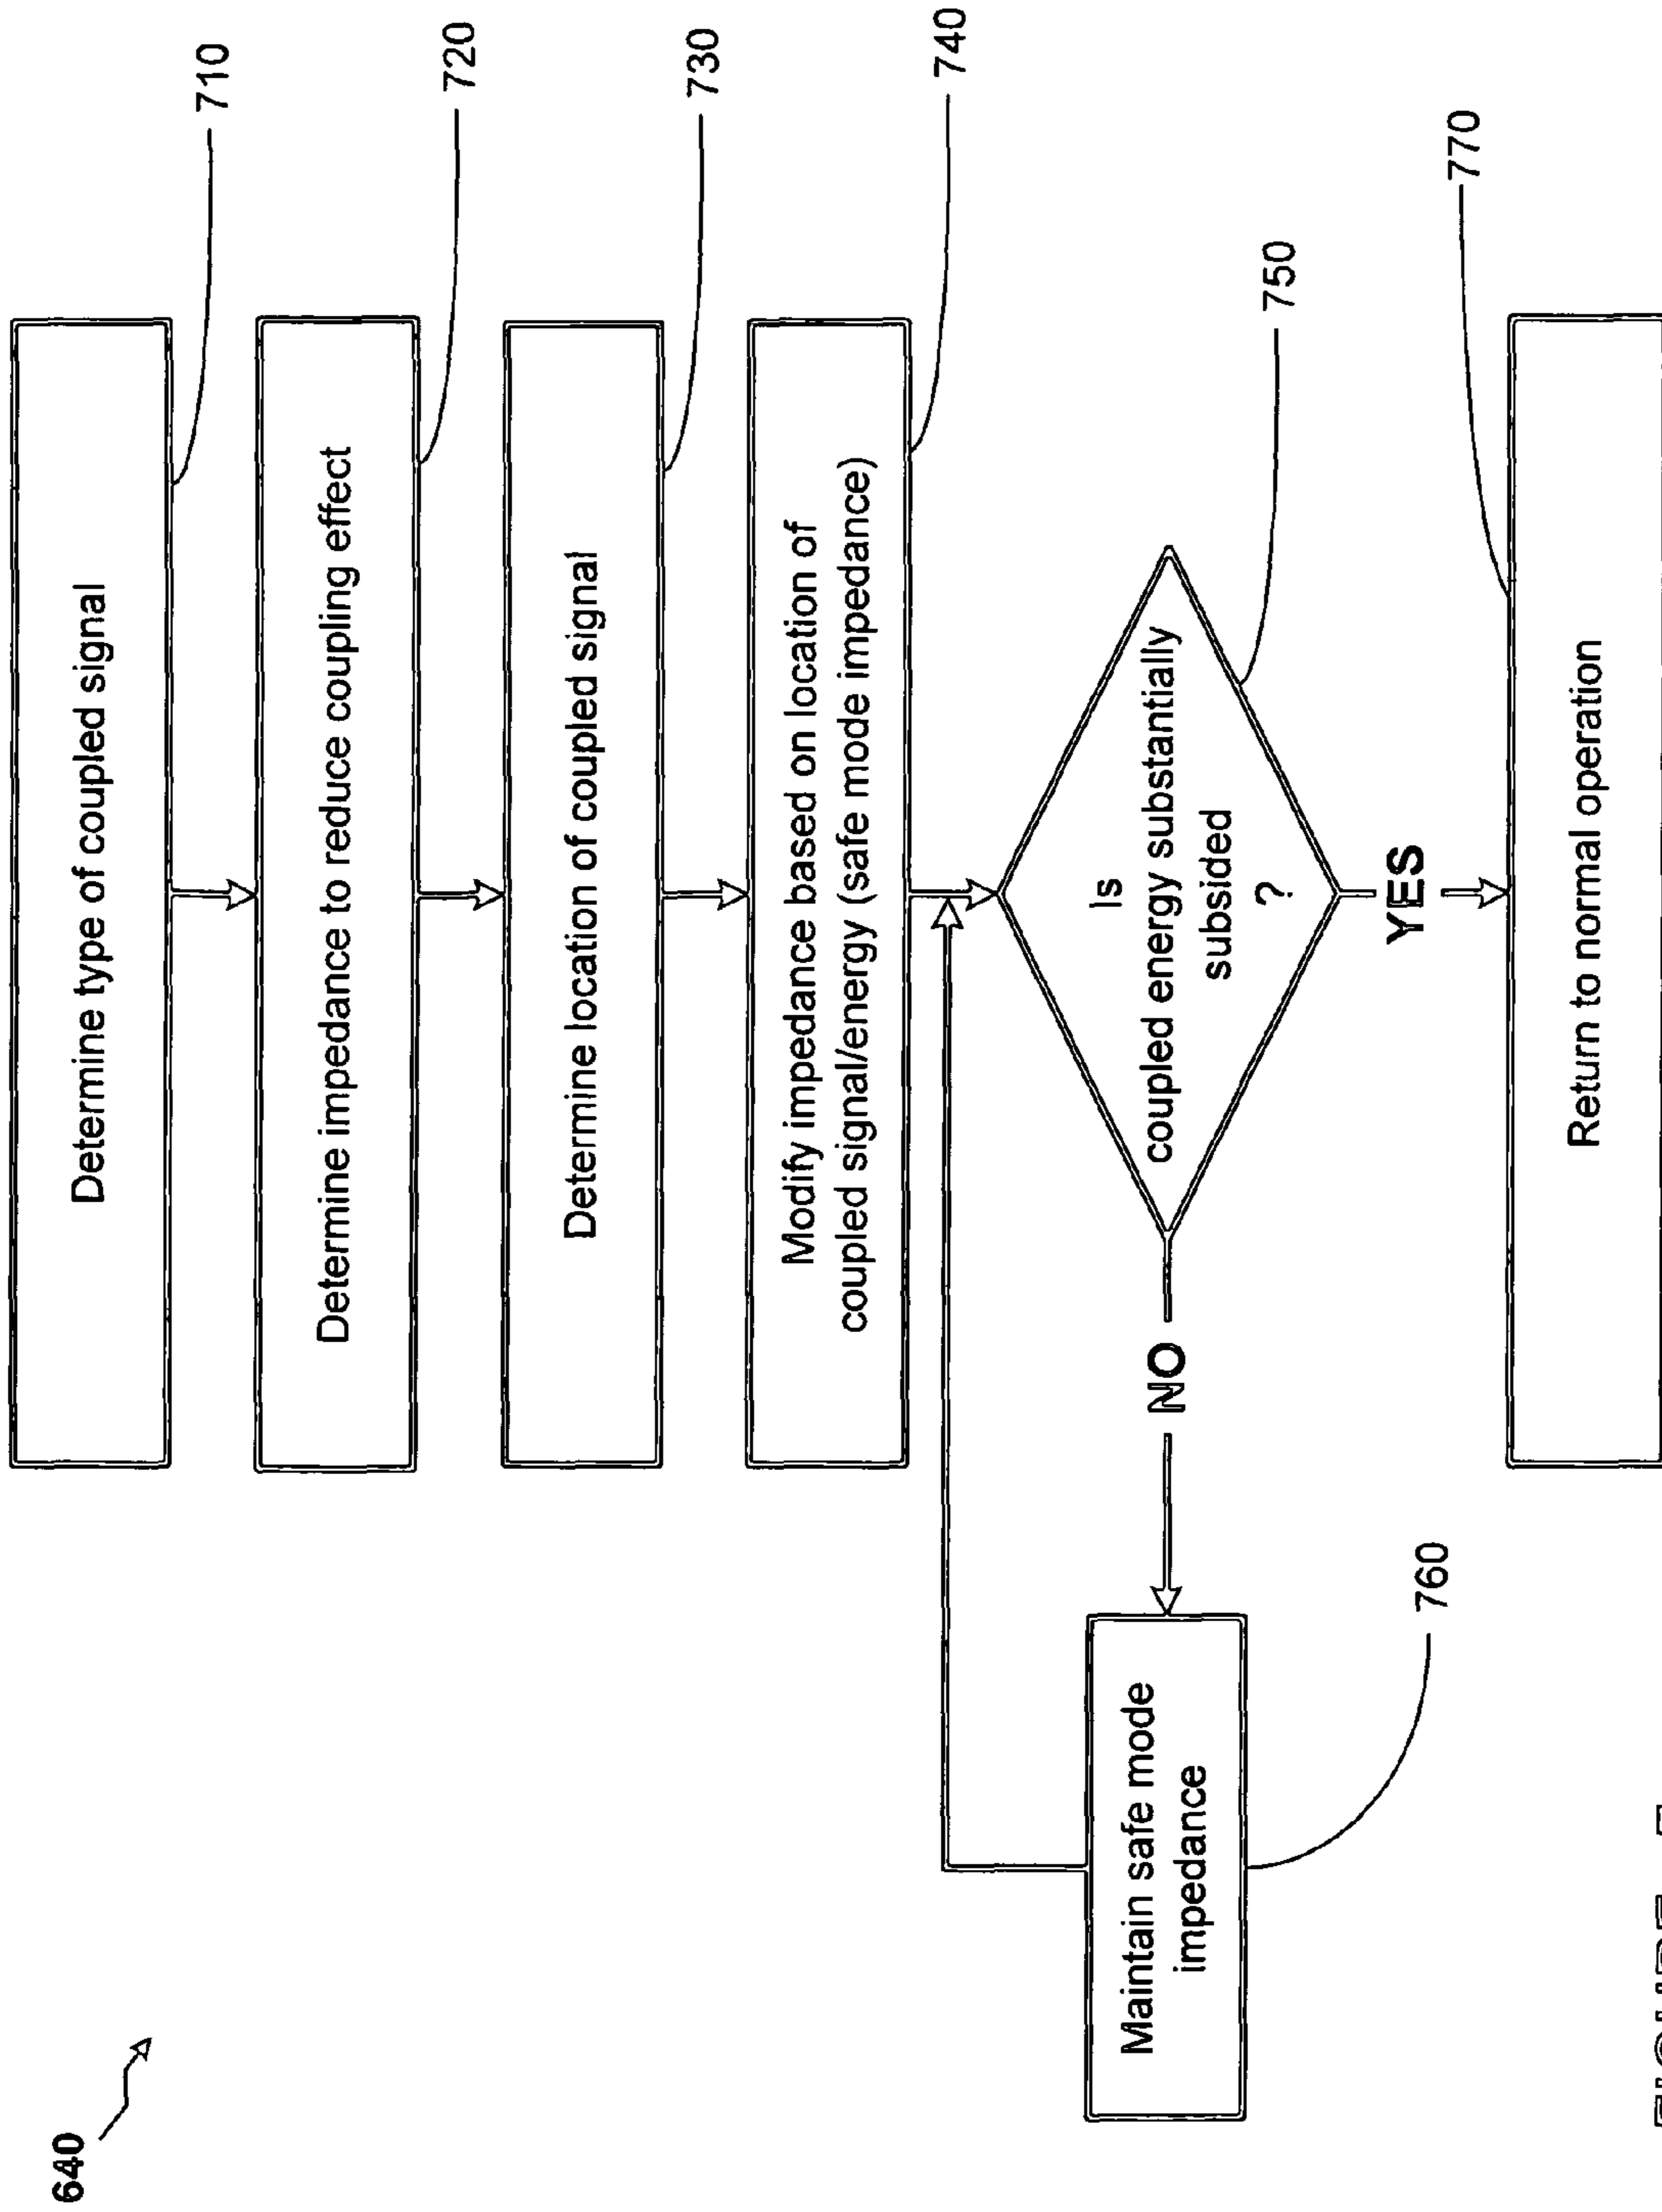 640
Determine type of coupled signal
710
Determine impedance to reduce coupling effect
720
Determine location of coupled signal
730
Modify impedance based on location of
coupled signal/energy (safe mode impedance)
740
Is
coupled energy substantially
subsided
?
750
NO
YES
Maintain safe mode
impedance
760
Return to normal operation
770